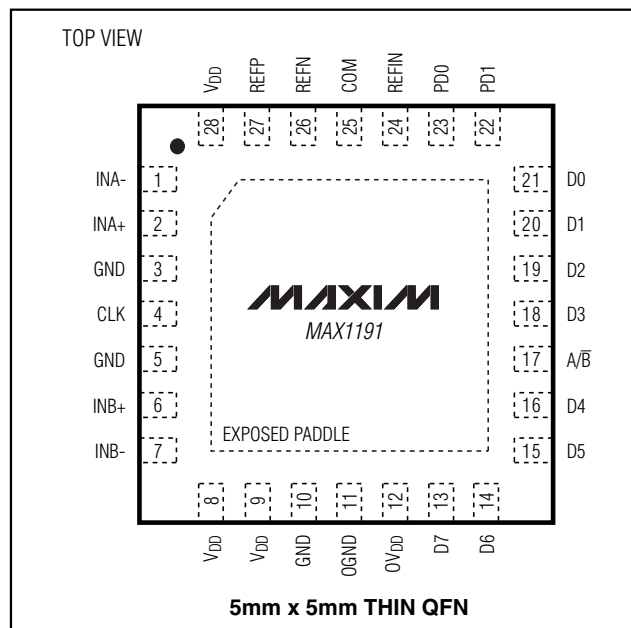 TOP VIEW
VDD
REFP
REFN
COM
REFIN
PD0
PD1
28
27
26
25
24
23
22
INA-
1
21
D0
INA+
2
20
D1
GND
3
19
D2
MAXIM
CLK
4
18
D3
MAX1191
GND
5
17
A/B̅
INB+
6
16
D4
EXPOSED PADDLE
INB-
7
15
D5
8
9
10
11
12
13
14
VDD
VDD
GND
OGND
OVDD
D7
D6
5mm x 5mm THIN QFN